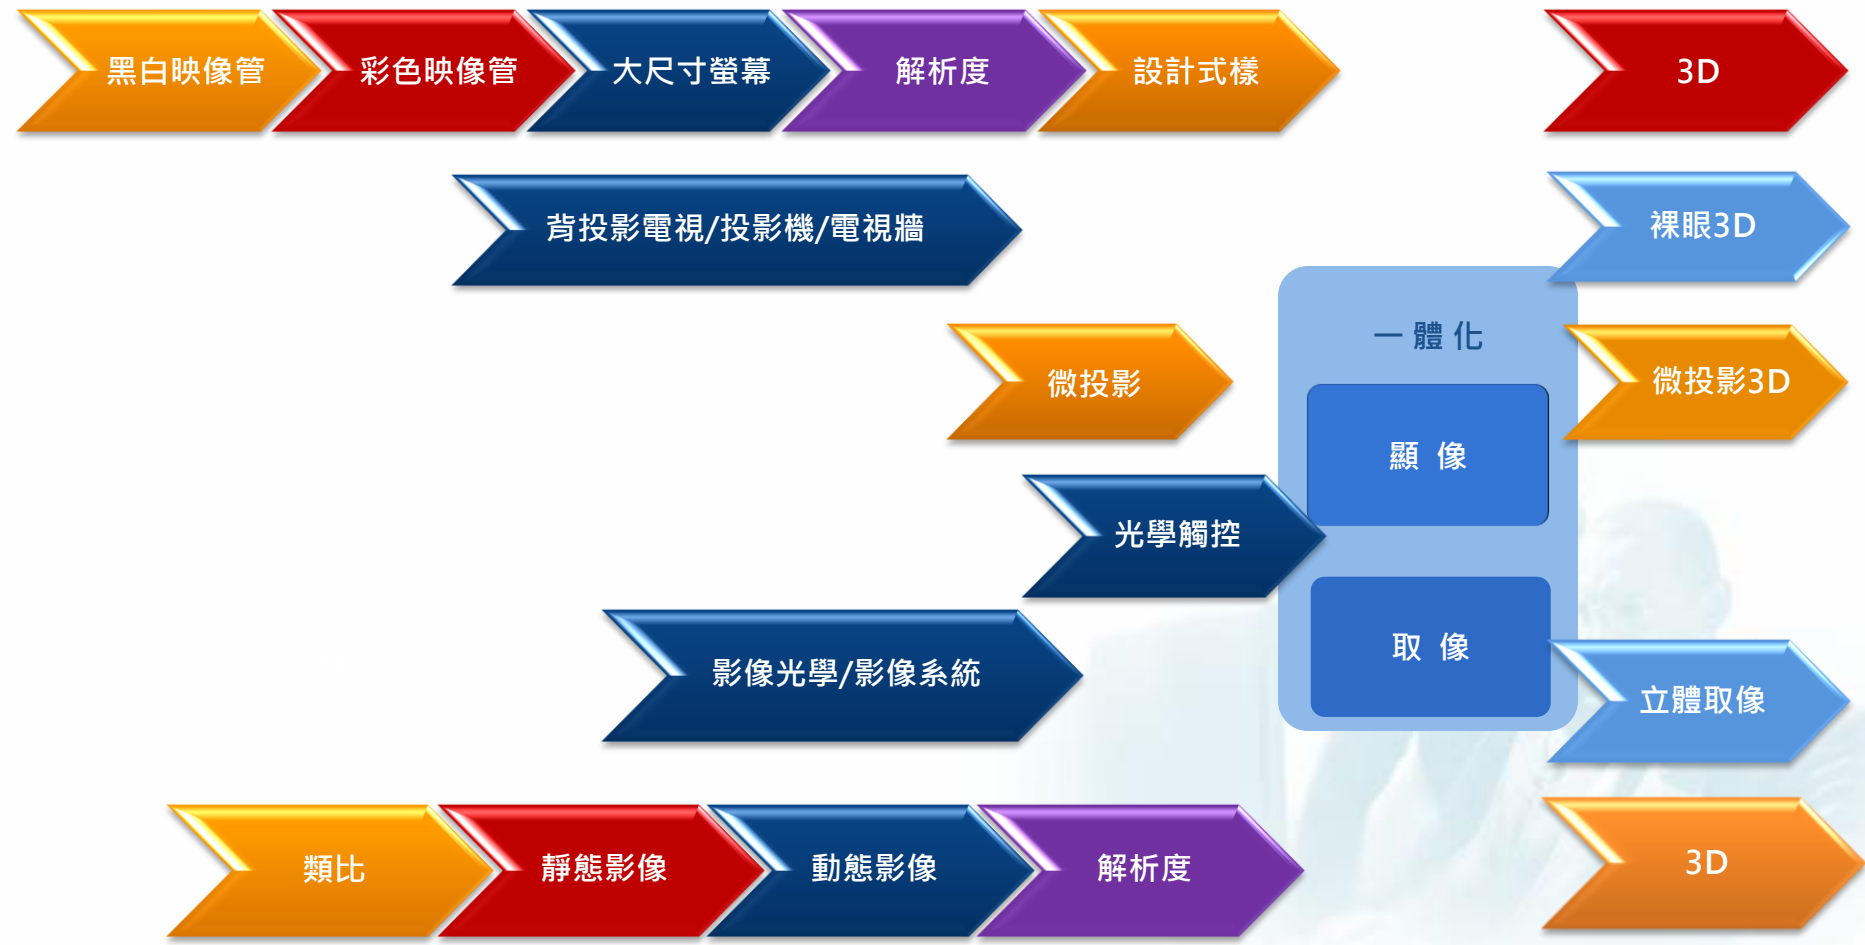 黑白映像管
彩色映像管
大尺寸螢幕
解析度
設計式樣
3D
背投影電視/投影機/電視牆
裸眼3D
一體化
微投影
微投影3D
顯像
光學觸控
取像
影像光學/影像系統
立體取像
類比
靜態影像
動態影像
解析度
3D